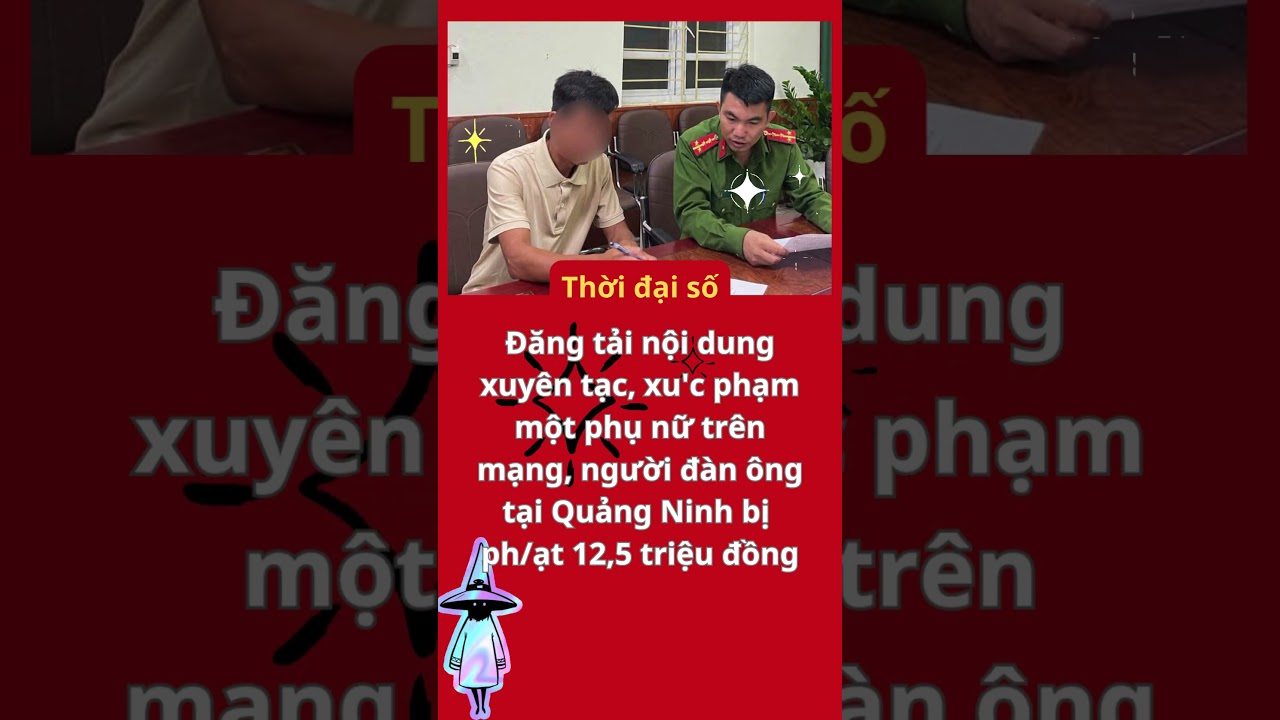 Thời đại số
Đăng tải nội dung
xuyên tạc, xu'c phạm
một phụ nữ trên
mạng, người đàn ông
tại Quảng Ninh bị
ph/ạt 12,5 triệu đồng